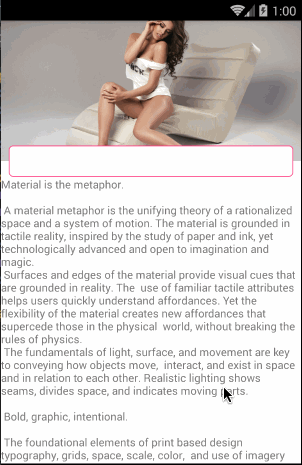 1:00
Material is the metaphor.
A material metaphor is the unifying theory of a rationalized
space and a system of motion. The material is grounded in
tactile reality, inspired by the study of paper and ink, yet
technologically advanced and open to imagination and
magic.
Surfaces and edges of the material provide visual cues that
are grounded in reality. The  use of familiar tactile attributes
helps users quickly understand affordances. Yet the
flexibility of the material creates new affordances that
supercede those in the physical  world, without breaking the
rules of physics.
The fundamentals of light, surface, and movement are key
to conveying how objects move,  interact, and exist in space
and in relation to each other. Realistic lighting shows
seams, divides space, and indicates moving parts.
Bold, graphic, intentional.
The foundational elements of print based design
typography, grids, space, scale, color,  and use of imagery